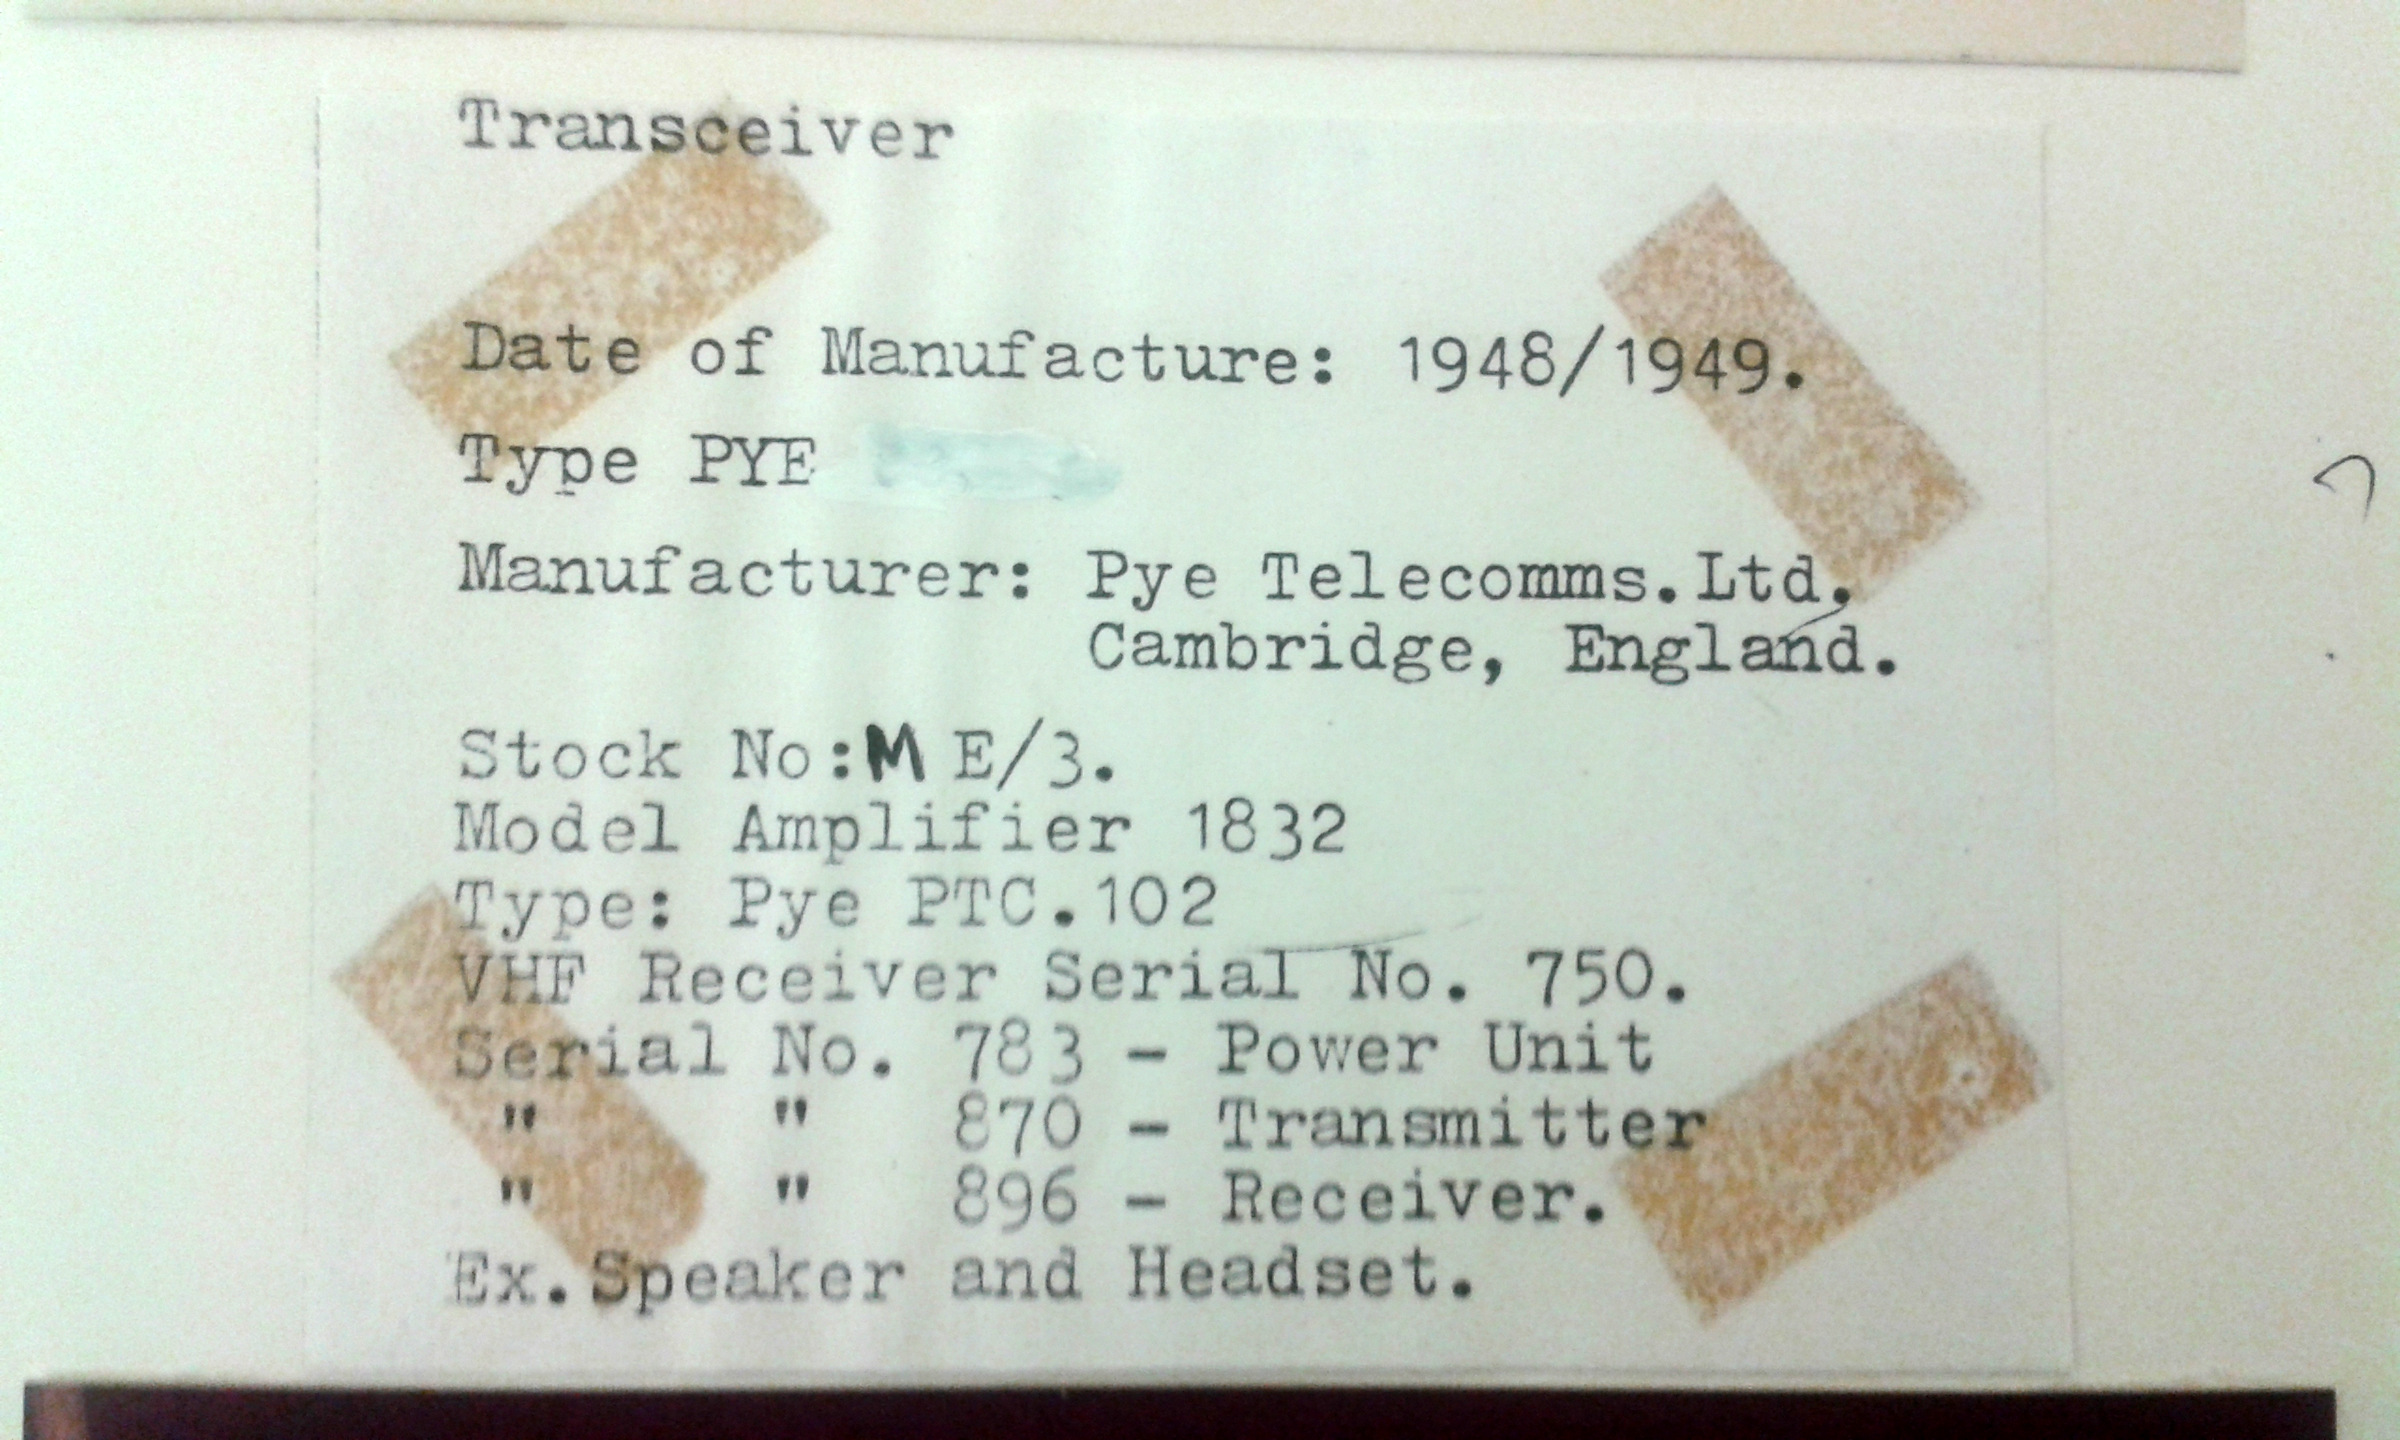 Transceiver
Date of Manufacture: 1948/1949.
Type PYE
Manufacturer: Pye Telecomms.Ltd.
Cambridge, England.
Stock No:M E/3.
Model Amplifier 1832
Type: Pye PTC.102
VHF Receiver Serial No. 750.
Serial No. 783 - Power Unit
" " 870 - Transmitter
" " 896 - Receiver.
Ex.Speaker and Headset.